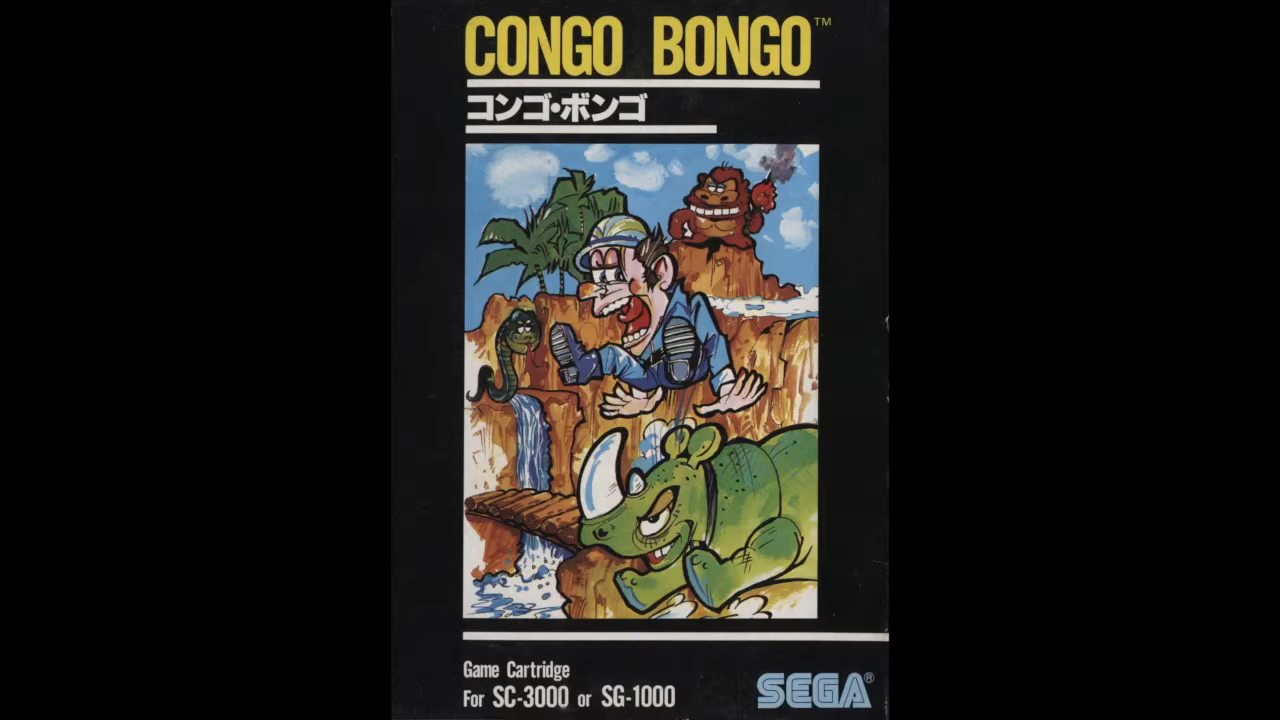 CONGO BONGO™
コンゴ・ボンゴ
Game Cartridge
For SC-3000 or SG-1000
SEGA®